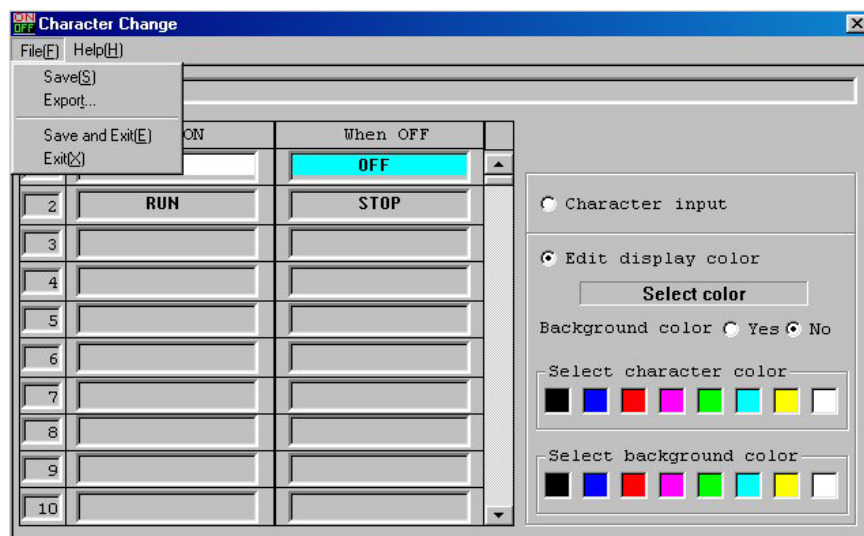 ON
OFF Character Change
File(F) Help(H)
Save(S)
Export...
Save and Exit(E)
Exit(X)
ON When OFF
OFF
2 RUN STOP
3
4
5
6
7
8
9
10
Character input
Edit display color
Select color
Background color Yes No
Select character color
Select background color